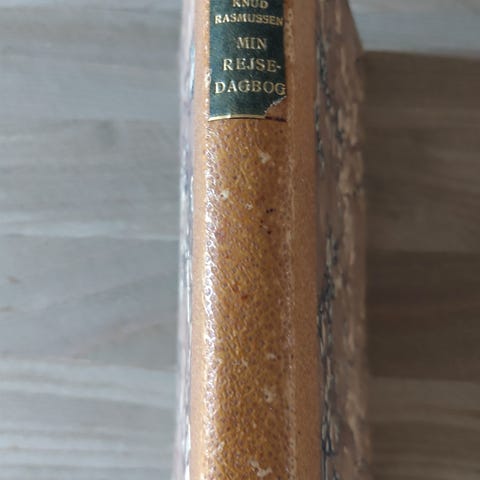 KNUD
RASMUSSEN
MIN
REJSE-
DAGBOG